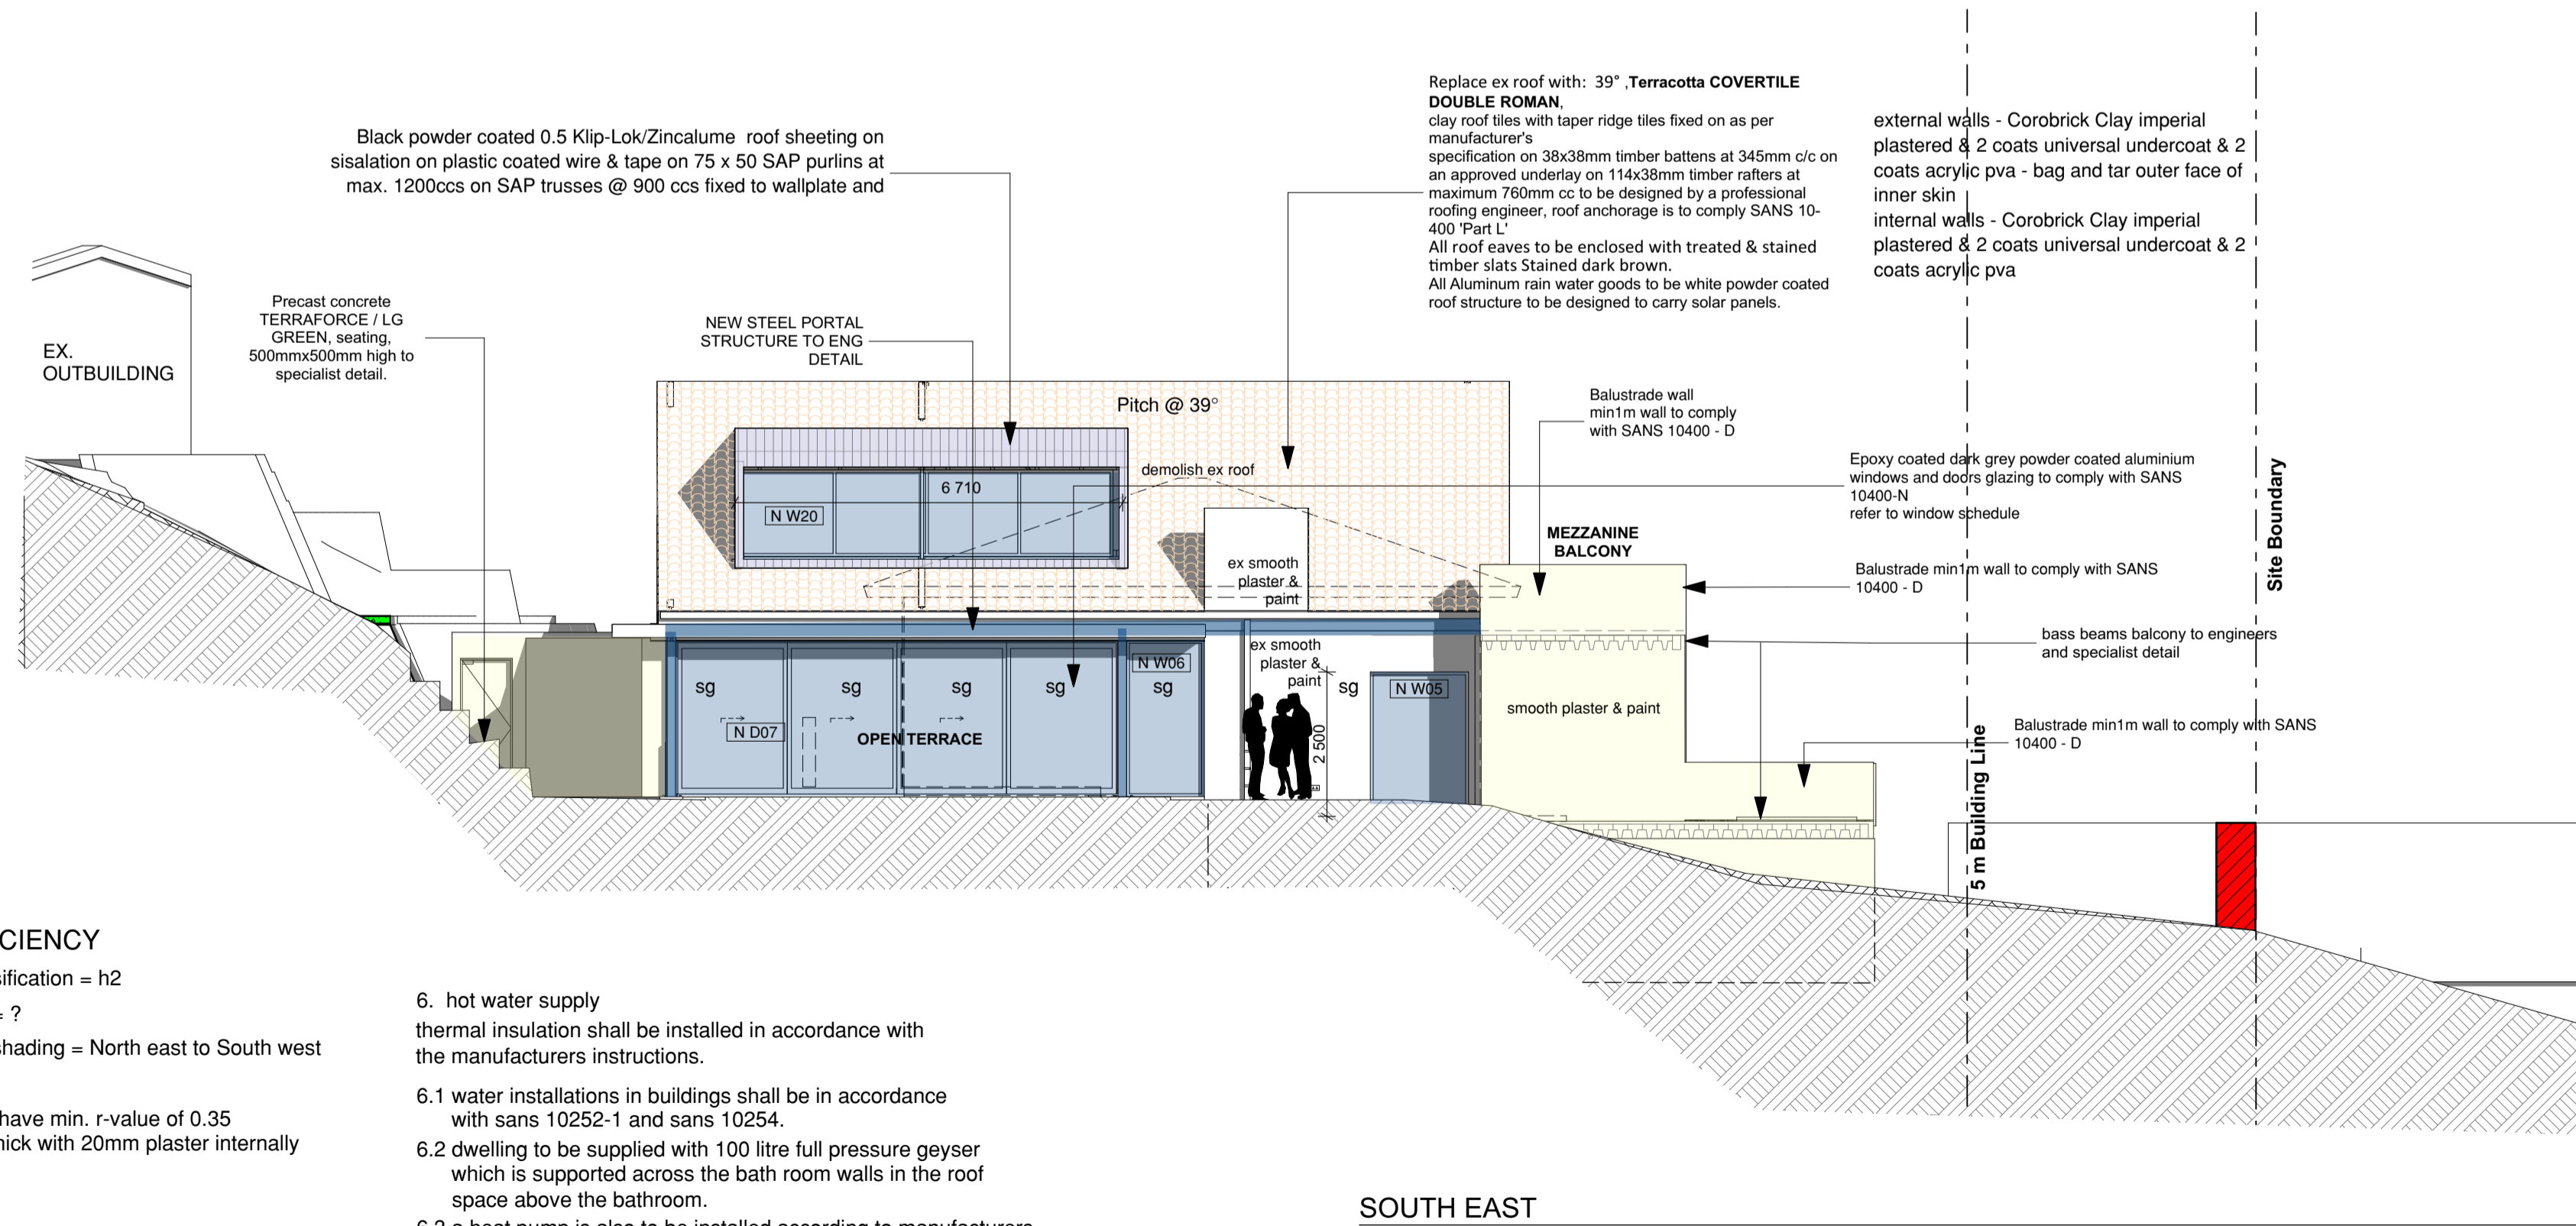 Black powder coated 0.5 Klip-Lok/Zincalume roof sheeting on
sisalation on plastic coated wire & tape on 75 x 50 SAP purlins at
max. 1200ccs on SAP trusses @ 900 ccs fixed to wallplate and
Replace ex roof with: 39° ,Terracotta COVERTILE
DOUBLE ROMAN,
clay roof tiles with taper ridge tiles fixed on as per
manufacturer's
specification on 38x38mm timber battens at 345mm c/c on
an approved underlay on 114x38mm timber rafters at
maximum 760mm cc to be designed by a professional
roofing engineer, roof anchorage is to comply SANS 10-
400 'Part L'
All roof eaves to be enclosed with treated & stained
timber slats Stained dark brown.
All Aluminum rain water goods to be white powder coated
roof structure to be designed to carry solar panels.
external walls - Corobrick Clay imperial
plastered & 2 coats universal undercoat & 2
coats acrylic pva - bag and tar outer face of
inner skin
internal walls - Corobrick Clay imperial
plastered & 2 coats universal undercoat & 2
coats acrylic pva
EX.
OUTBUILDING
Precast concrete
TERRAFORCE / LG
GREEN, seating,
500mmx500mm high to
specialist detail.
NEW STEEL PORTAL
STRUCTURE TO ENG
DETAIL
Pitch @ 39°
demolish ex roof
6 710
N W20
Balustrade wall
min1m wall to comply
with SANS 10400 - D
Epoxy coated dark grey powder coated aluminium
windows and doors glazing to comply with SANS
10400-N
refer to window schedule
Site Boundary
MEZZANINE
BALCONY
Balustrade min1m wall to comply with SANS
10400 - D
ex smooth
plaster &
paint
bass beams balcony to engineers
and specialist detail
ex smooth
plaster &
paint
N W06
sg
sg
sg
sg
sg
sg
N W05
N D07
OPEN TERRACE
2 500
smooth plaster & paint
Balustrade min1m wall to comply with SANS
10400 - D
5 m Building Line
CIENCY
sification = h2
= ?
shading = North east to South west
have min. r-value of 0.35
hick with 20mm plaster internally
6. hot water supply
thermal insulation shall be installed in accordance with
the manufacturers instructions.
6.1 water installations in buildings shall be in accordance
with sans 10252-1 and sans 10254.
6.2 dwelling to be supplied with 100 litre full pressure geyser
which is supported across the bath room walls in the roof
space above the bathroom.
6.3 a heat pump is also to be installed according to manufacturers
SOUTH EAST